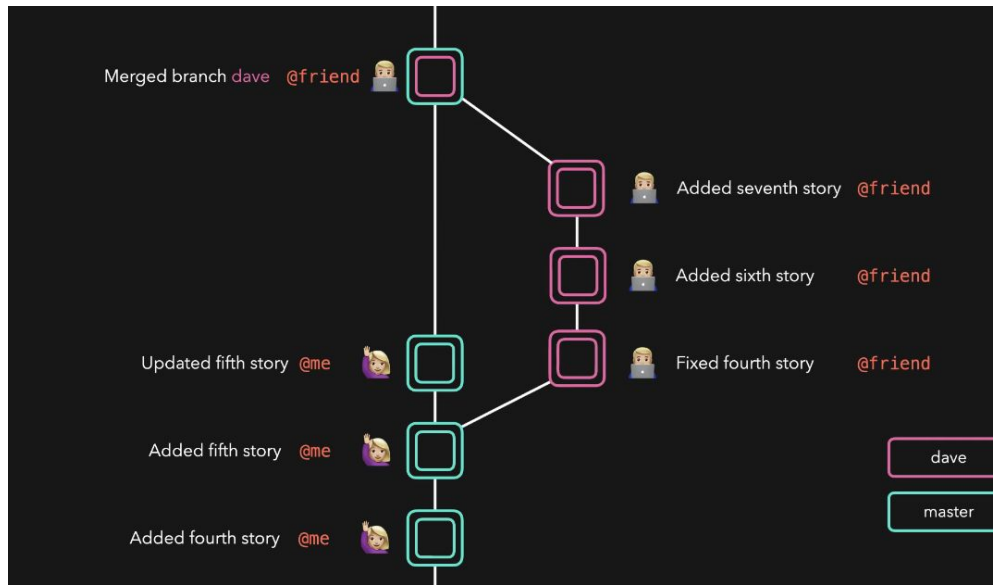 Merged branch dave @friend
Added seventh story @friend
Added sixth story @friend
Updated fifth story @me
Fixed fourth story @friend
Added fifth story @me
dave
master
Added fourth story @me